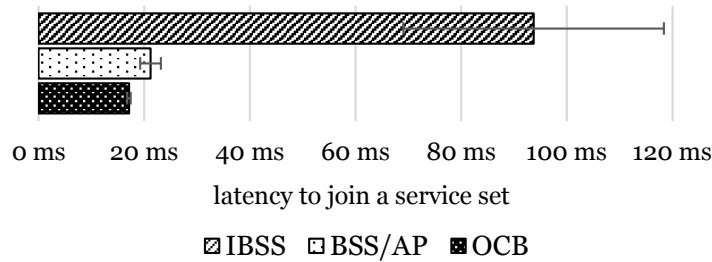 0 ms 20 ms 40 ms 60 ms 80 ms 100 ms 120 ms
latency to join a service set
IBSS BSS/AP OCB